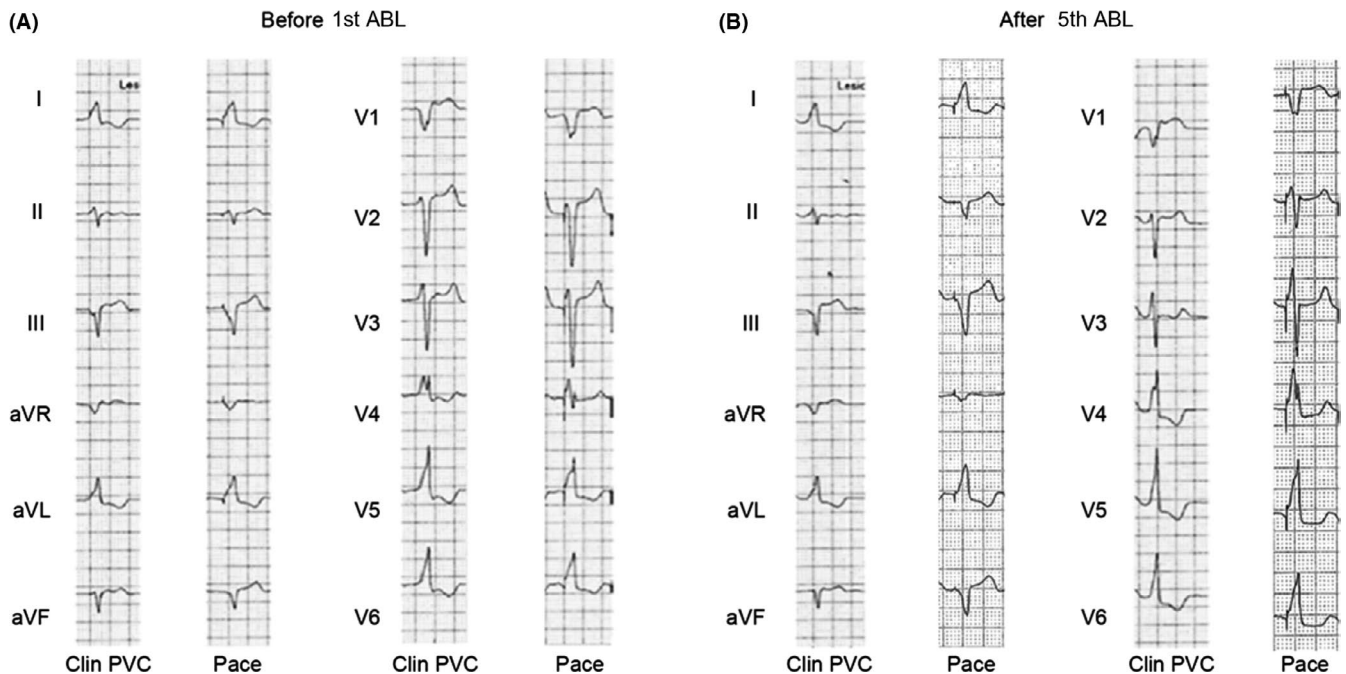 (A) Before 1st ABL
(B) After 5th ABL
I
II
III
aVR
aVL
aVF
Clin PVC Pace
V1
V2
V3
V4
V5
V6
Clin PVC Pace
I
II
III
aVR
aVL
aVF
Clin PVC Pace
V1
V2
V3
V4
V5
V6
Clin PVC Pace
Les
Lesic